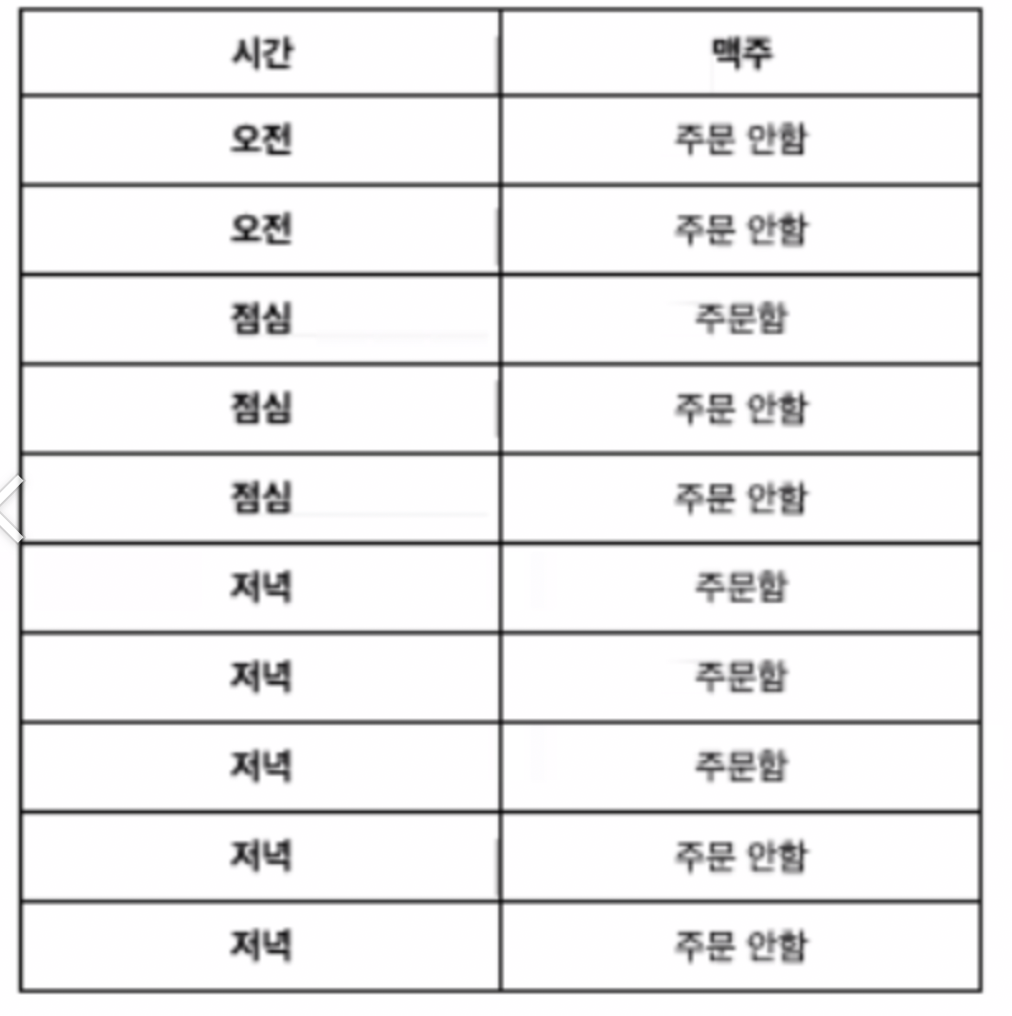 시간 맥주
오전 주문 안함
오전 주문 안함
점심 주문함
점심 주문 안함
점심 주문 안함
저녁 주문함
저녁 주문함
저녁 주문함
저녁 주문 안함
저녁 주문 안함